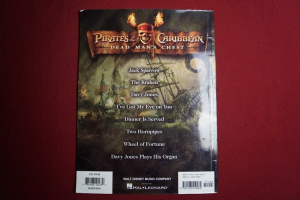 PIRATES of the CARIBBEAN
DEAD MAN'S CHEST
Jack Sparrow
The Kraken
Davy Jones
I've Got My Eye on You
Dinner Is Served
Two Hornpipes
Wheel of Fortune
Davy Jones Plays His Organ
WALT DISNEY MUSIC COMPANY
HAL•LEONARD